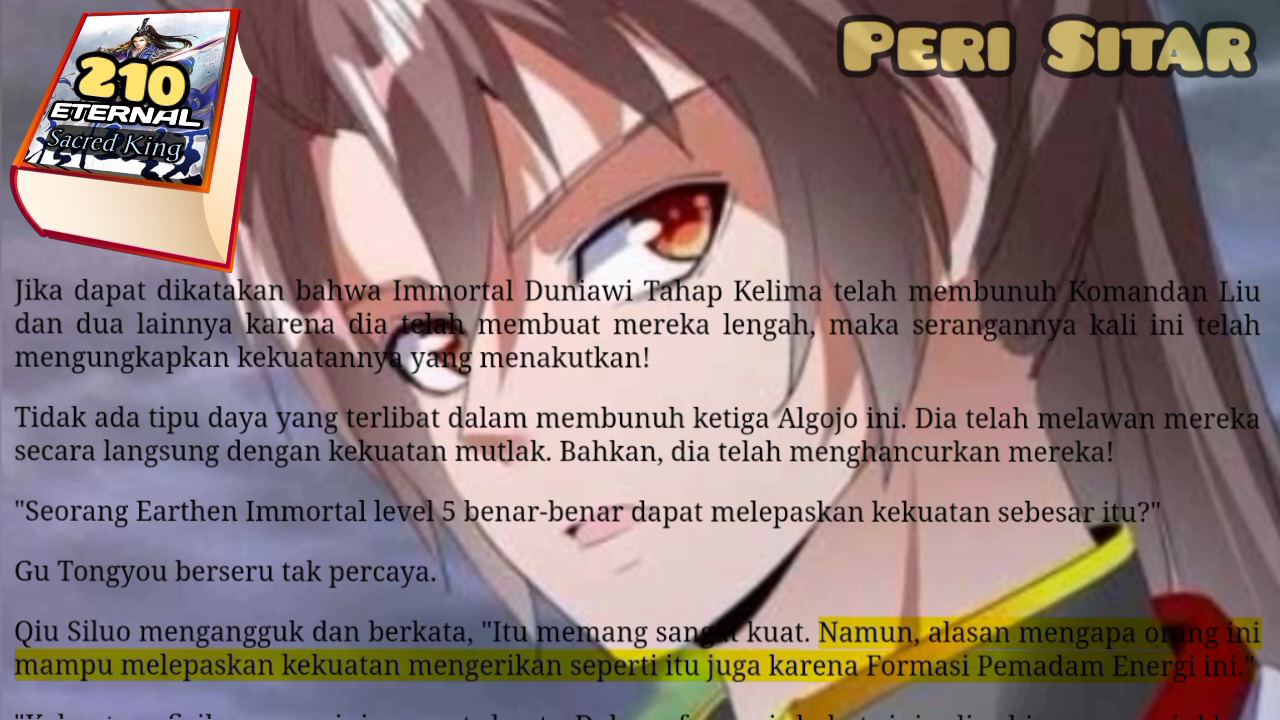 210
ETERNAL
Sacred King
PERI SITAR
Jika dapat dikatakan bahwa Immortal Duniawi Tahap Kelima telah membunuh Komandan Liu
dan dua lainnya karena dia telah membuat mereka lengah, maka serangannya kali ini telah
mengungkapkan kekuatannya yang menakutkan!
Tidak ada tipu daya yang terlibat dalam membunuh ketiga Algojo ini. Dia telah melawan mereka
secara langsung dengan kekuatan mutlak. Bahkan, dia telah menghancurkan mereka!
"Seorang Earthen Immortal level 5 benar-benar dapat melepaskan kekuatan sebesar itu?"
Gu Tongyou berseru tak percaya.
Qiu Siluo mengangguk dan berkata, "Itu memang sangat kuat. Namun, alasan mengapa orang ini
mampu melepaskan kekuatan mengerikan seperti itu juga karena Formasi Pemadam Energi ini."